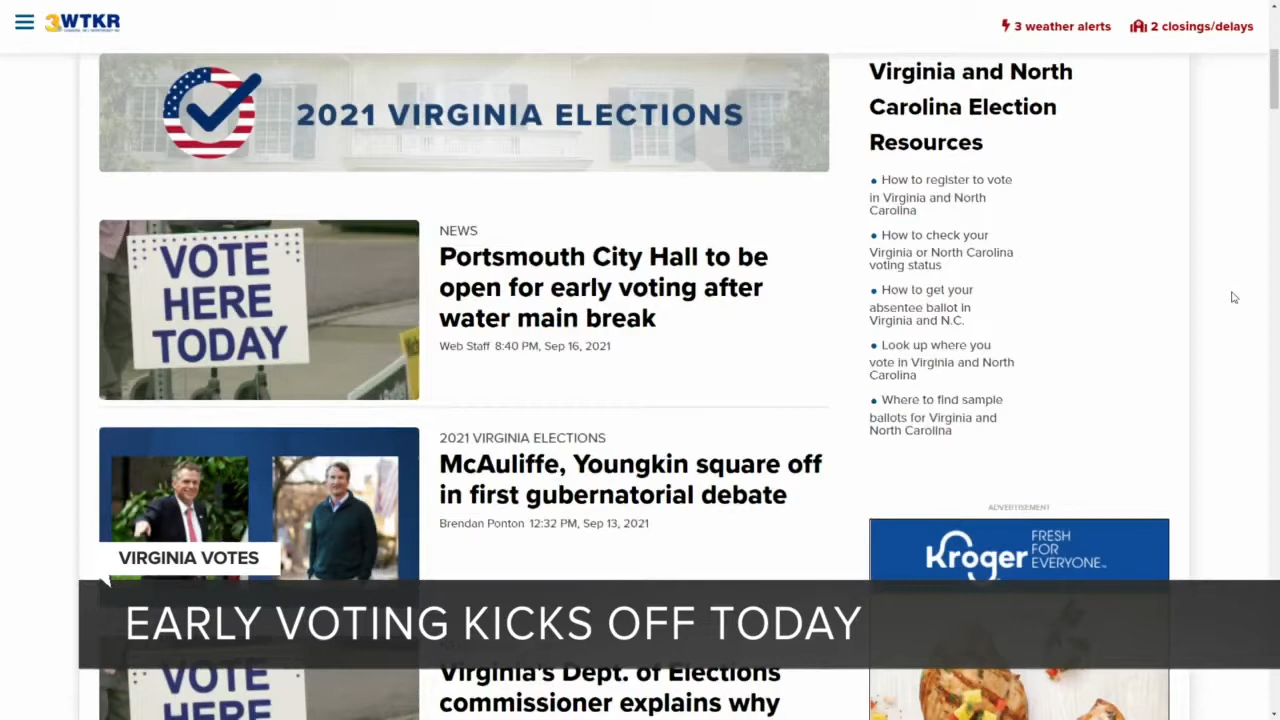 3WTKR
3 weather alerts
2 closings/delays
2021 VIRGINIA ELECTIONS
VOTE
HERE
TODAY
NEWS
Portsmouth City Hall to be
open for early voting after
water main break
Web Staff 8:40 PM, Sep 16, 2021
2021 VIRGINIA ELECTIONS
McAuliffe, Youngkin square off
in first gubernatorial debate
Brendan Ponton 12:32 PM, Sep 13, 2021
Virginia and North
Carolina Election
Resources
• How to register to vote
in Virginia and North
Carolina
• How to check your
Virginia or North Carolina
voting status
• How to get your
absentee ballot in
Virginia and N.C.
• Look up where you
vote in Virginia and North
Carolina
• Where to find sample
ballots for Virginia and
North Carolina
ADVERTISEMENT
Kroger
FRESH
FOR
EVERYONE™
VIRGINIA VOTES
EARLY VOTING KICKS OFF TODAY
VOTE
Virginia's Dept. of Elections
commissioner explains why